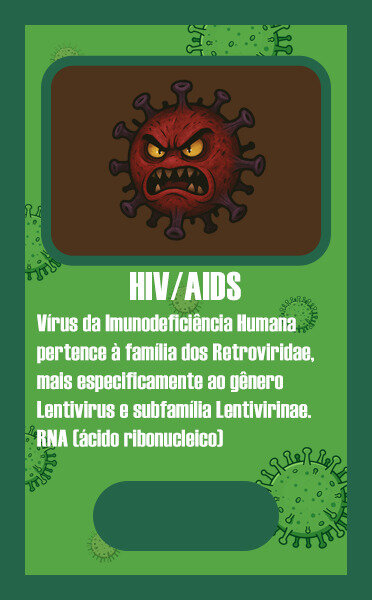 HIV/AIDS
Vírus da Imunodeficiência Humana
pertence à família dos Retroviridae,
mais especificamente ao gênero
Lentivirus e subfamília Lentivirinae.
RNA (ácido ribonucleico)